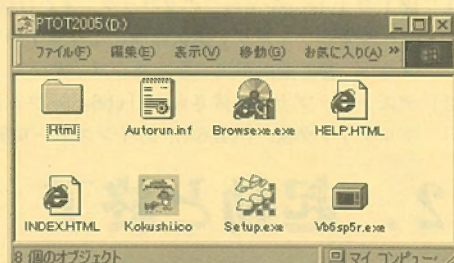 PTOT2005 (D:)
ファイル(F) 編集(E) 表示(V) 移動(G) お気に入り(A) »
Html Autorun.inf Browsexe.exe HELP.HTML
INDEX.HTML Kokushi.ico Setup.exe Vb6sp5r.exe
8 個のオブジェクト マイ コンピュータ